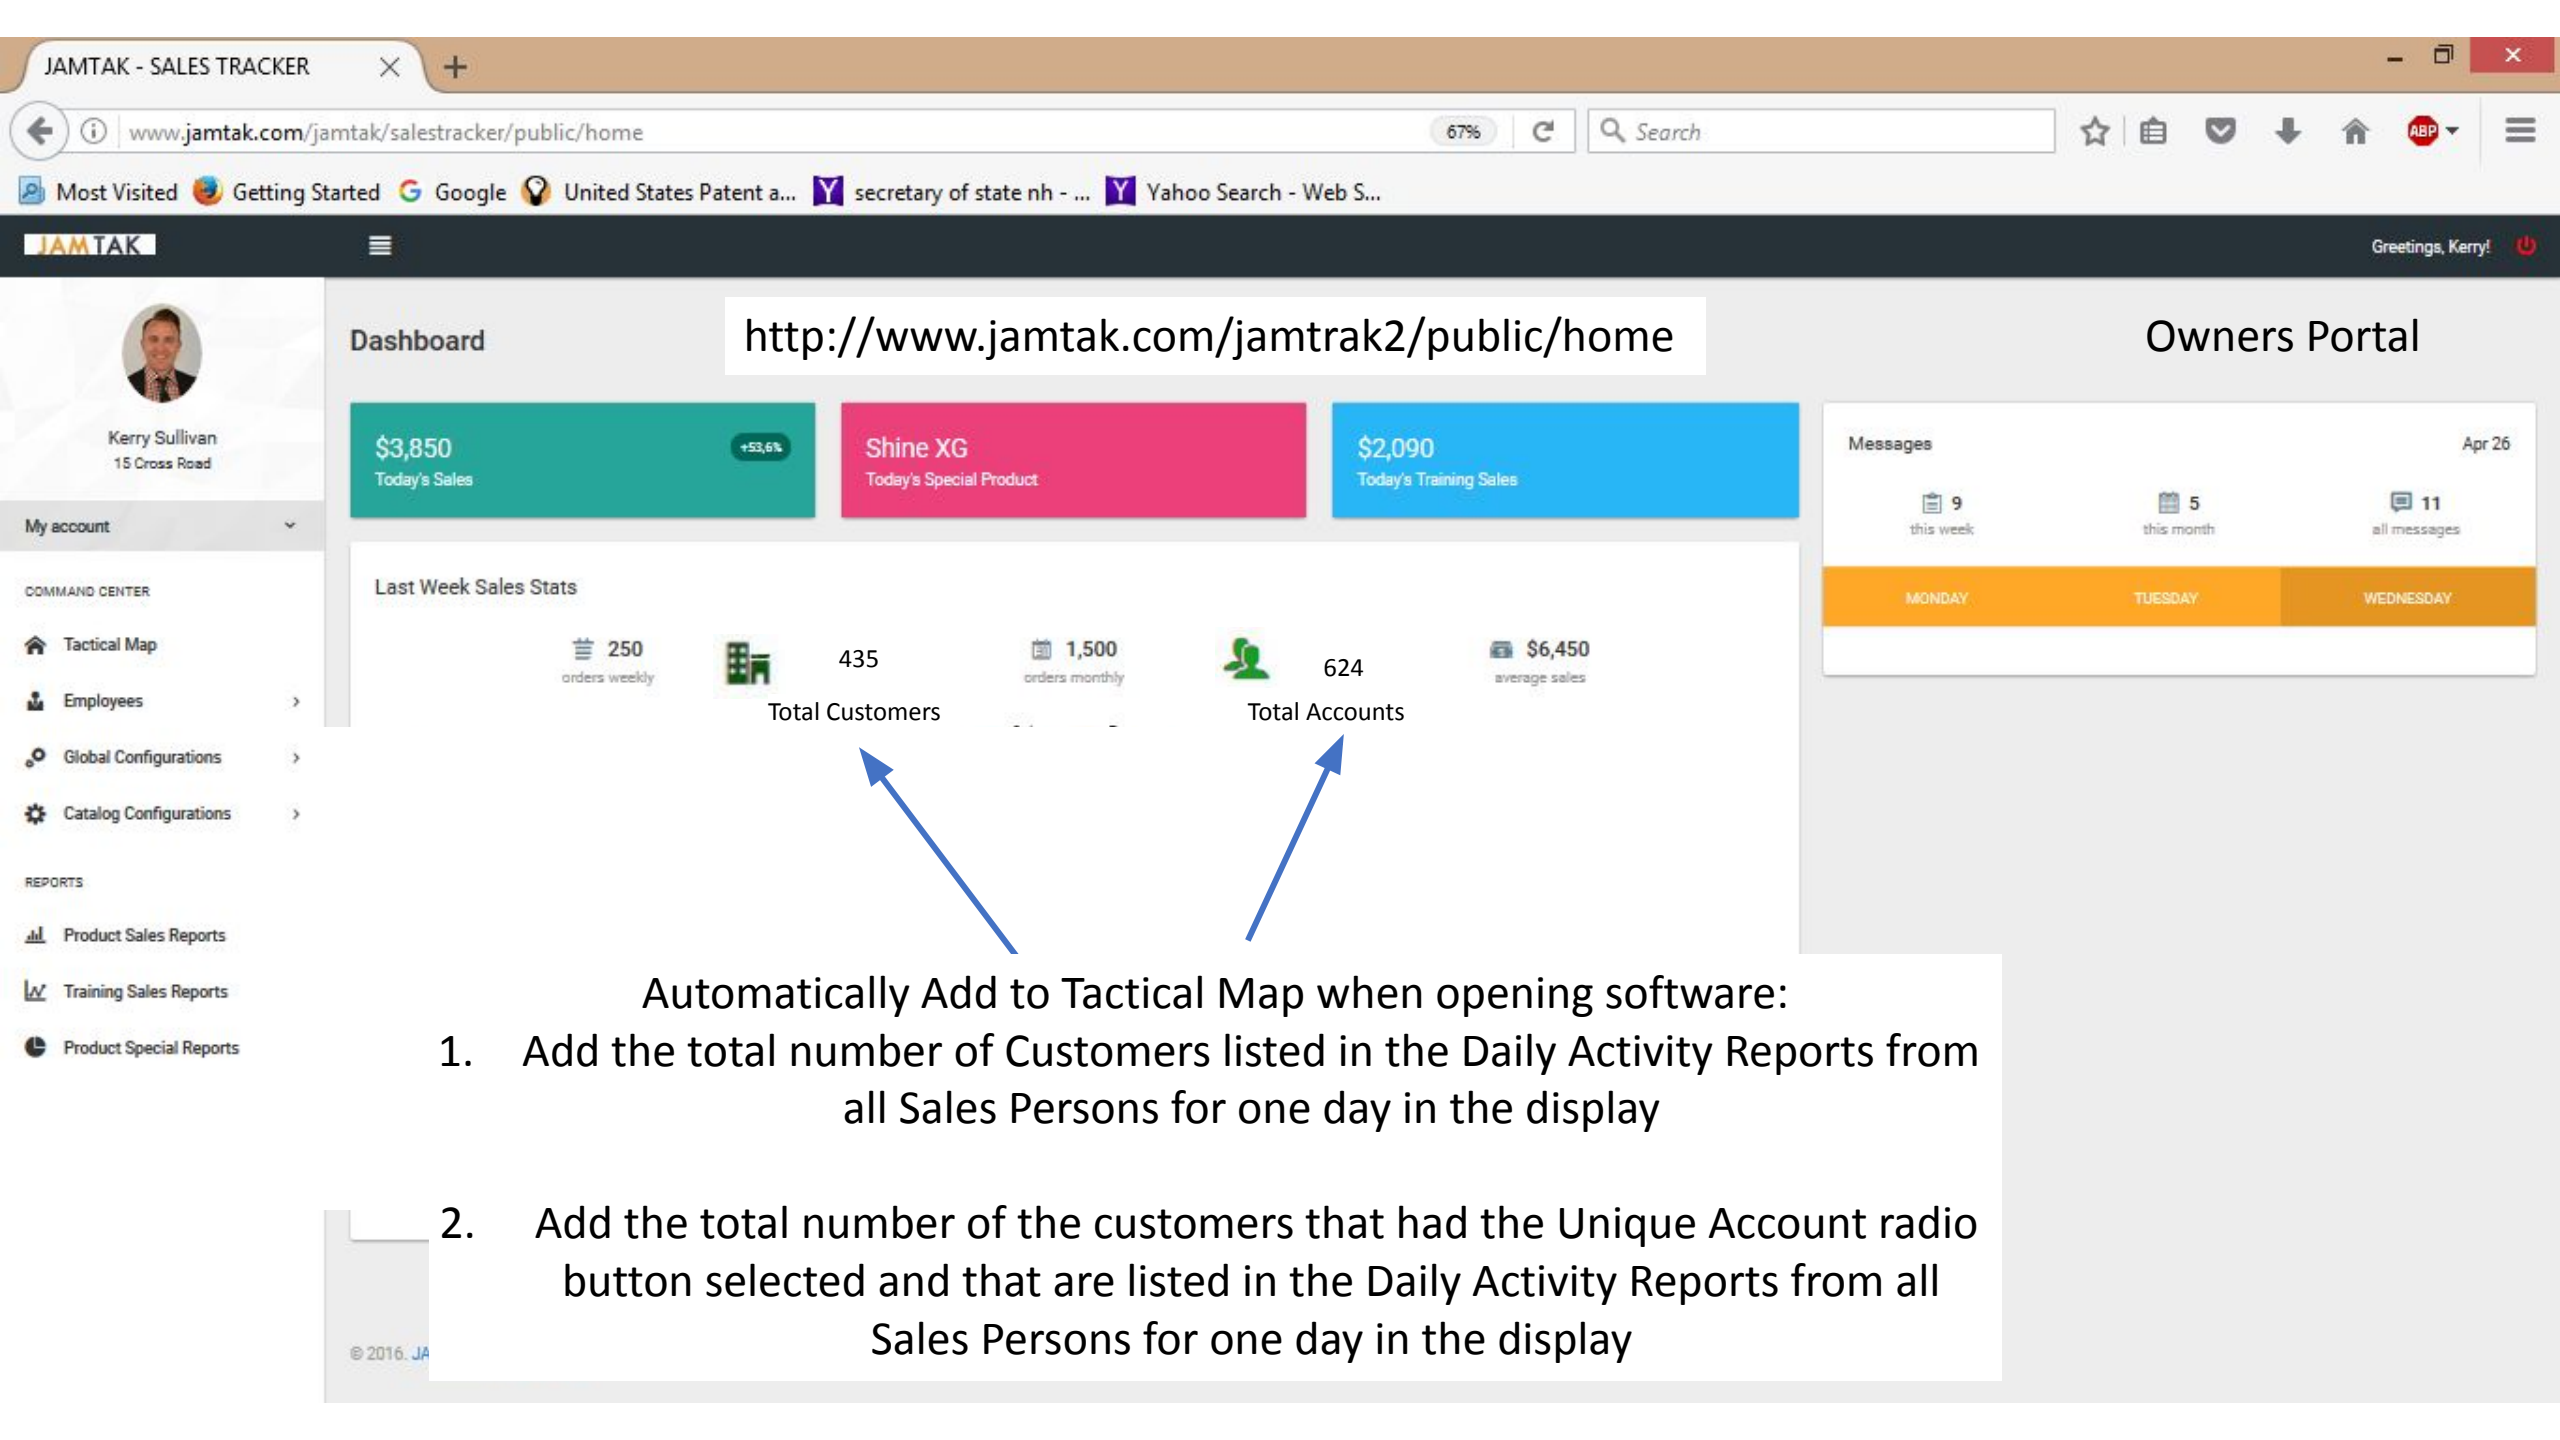 JAMTAK - SALES TRACKER
www.jamtak.com/jamtak/salestracker/public/home
67%
Search
ABP
Most Visited
Getting Started
Google
United States Patent a...
secretary of state nh - ...
Yahoo Search - Web S...
JAMTAK
Greetings, Kerry!
Kerry Sullivan
15 Cross Road
My account
COMMAND CENTER
Tactical Map
Employees
Global Configurations
Catalog Configurations
REPORTS
Product Sales Reports
Training Sales Reports
Product Special Reports
Dashboard
http://www.jamtak.com/jamtrak2/public/home
Owners Portal
$3,850
+53,6%
Today's Sales
Shine XG
Today's Special Product
$2,090
Today's Training Sales
Messages
Apr 26
9
this week
5
this month
11
all messages
MONDAY
TUESDAY
WEDNESDAY
Last Week Sales Stats
250
orders weekly
435
Total Customers
1,500
orders monthly
624
Total Accounts
$6,450
average sales
Automatically Add to Tactical Map when opening software:
1. Add the total number of Customers listed in the Daily Activity Reports from
all Sales Persons for one day in the display
2. Add the total number of the customers that had the Unique Account radio
button selected and that are listed in the Daily Activity Reports from all
Sales Persons for one day in the display
© 2016. JA